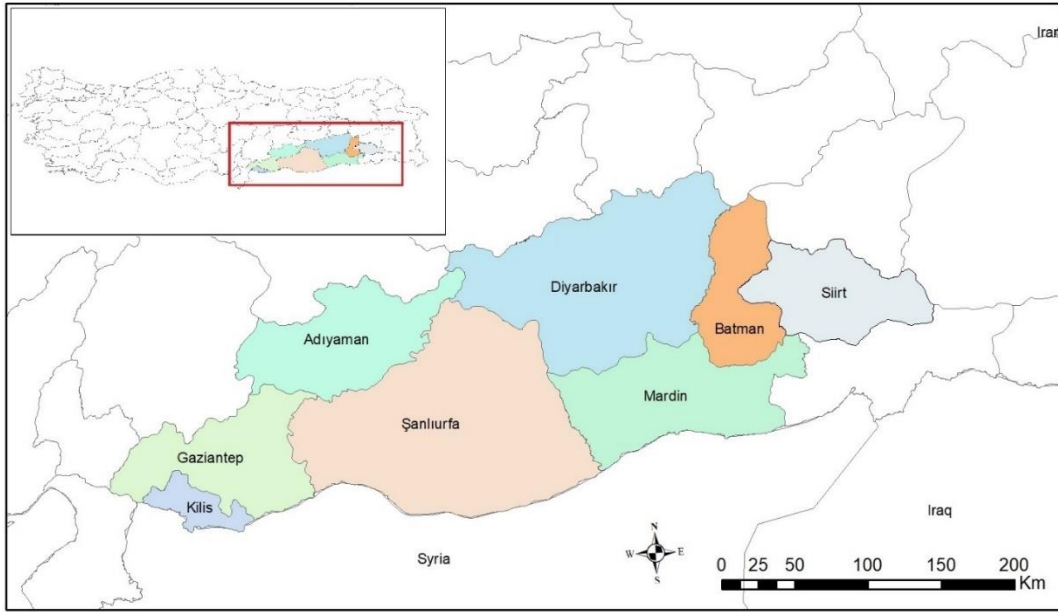 Iran
Diyarbakır
Siirt
Batman
Adıyaman
Mardin
Şanlıurfa
Gaziantep
Kilis
Iraq
Syria
N
W E
S
0 25 50 100 150 200
Km